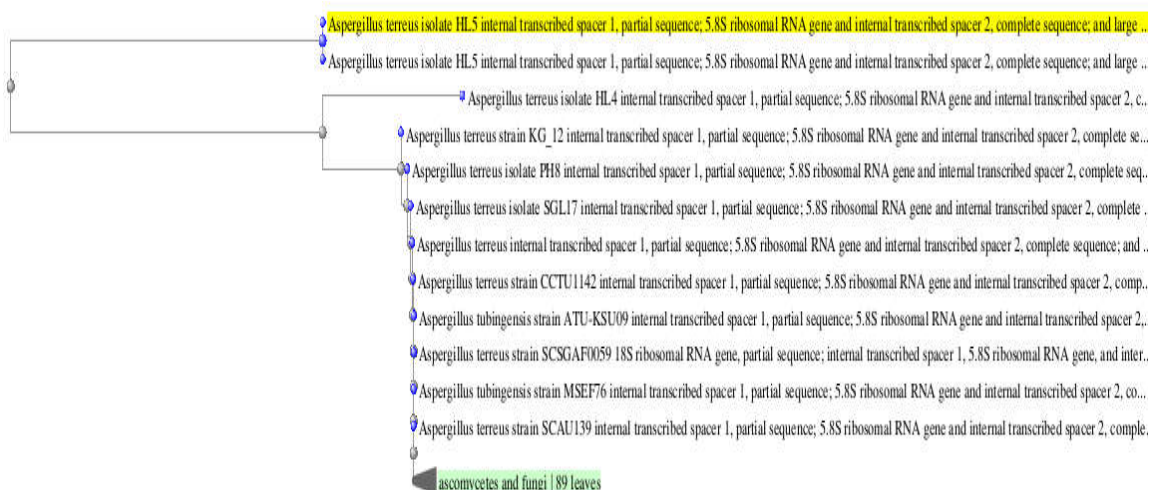 Aspergillus terreus isolate HL5 internal transcribed spacer 1, partial sequence; 5.8S ribosomal RNA gene and internal transcribed spacer 2, complete sequence; and large ...
Aspergillus terreus isolate HL5 internal transcribed spacer 1, partial sequence; 5.8S ribosomal RNA gene and internal transcribed spacer 2, complete sequence; and large ...
Aspergillus terreus isolate HL4 internal transcribed spacer 1, partial sequence; 5.8S ribosomal RNA gene and internal transcribed spacer 2, c...
Aspergillus terreus strain KG_12 internal transcribed spacer 1, partial sequence; 5.8S ribosomal RNA gene and internal transcribed spacer 2, complete se...
Aspergillus terreus isolate PH8 internal transcribed spacer 1, partial sequence; 5.8S ribosomal RNA gene and internal transcribed spacer 2, complete seq...
Aspergillus terreus isolate SGL17 internal transcribed spacer 1, partial sequence; 5.8S ribosomal RNA gene and internal transcribed spacer 2, complete .
Aspergillus terreus internal transcribed spacer 1, partial sequence; 5.8S ribosomal RNA gene and internal transcribed spacer 2, complete sequence; and ..
Aspergillus terreus strain CCTU1142 internal transcribed spacer 1, partial sequence; 5.8S ribosomal RNA gene and internal transcribed spacer 2, comp...
Aspergillus tubingensis strain ATU-KSU09 internal transcribed spacer 1, partial sequence; 5.8S ribosomal RNA gene and internal transcribed spacer 2,..
Aspergillus terreus strain SCSGAF0059 18S ribosomal RNA gene, partial sequence; internal transcribed spacer 1, 5.8S ribosomal RNA gene, and inter...
Aspergillus tubingensis strain MSEF76 internal transcribed spacer 1, partial sequence; 5.8S ribosomal RNA gene and internal transcribed spacer 2, co...
Aspergillus terreus strain SCAU139 internal transcribed spacer 1, partial sequence; 5.8S ribosomal RNA gene and internal transcribed spacer 2, comple.
ascomycetes and fungi | 89 leaves